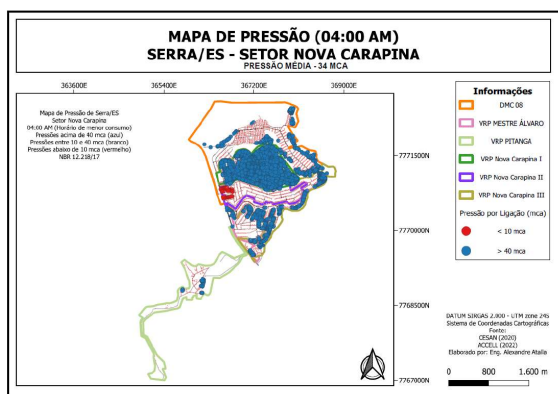 MAPA DE PRESSÃO (04:00 AM)
SERRA/ES - SETOR NOVA CARAPINA
PRESSÃO MÉDIA - 34 MCA
363600E
365400E
367200E
369000E
Mapa de Pressão de Serra/ES
Setor Nova Carapina
04:00 AM (Horário de menor consumo)
Pressões acima de 40 mca (azul)
Pressões entre 10 e 40 mca (branco)
Pressões abaixo de 10 mca (vermelho)
NBR 12.218/17
7771500N
7770000N
7768500N
7767000N
Informações
DMC 08
VRP MESTRE ÁLVARO
VRP PITANGA
VRP Nova Carapina I
VRP Nova Carapina II
VRP Nova Carapina III
Pressão por Ligação (mca)
< 10 mca
> 40 mca
DATUM SIRGAS 2.000 - UTM zone 24S
Sistema de Coordenadas Cartográficas
Fonte:
CESAN (2020)
ACCELL (2022)
Elaborado por: Eng. Alexandre Atalla
0 800 1.600 m